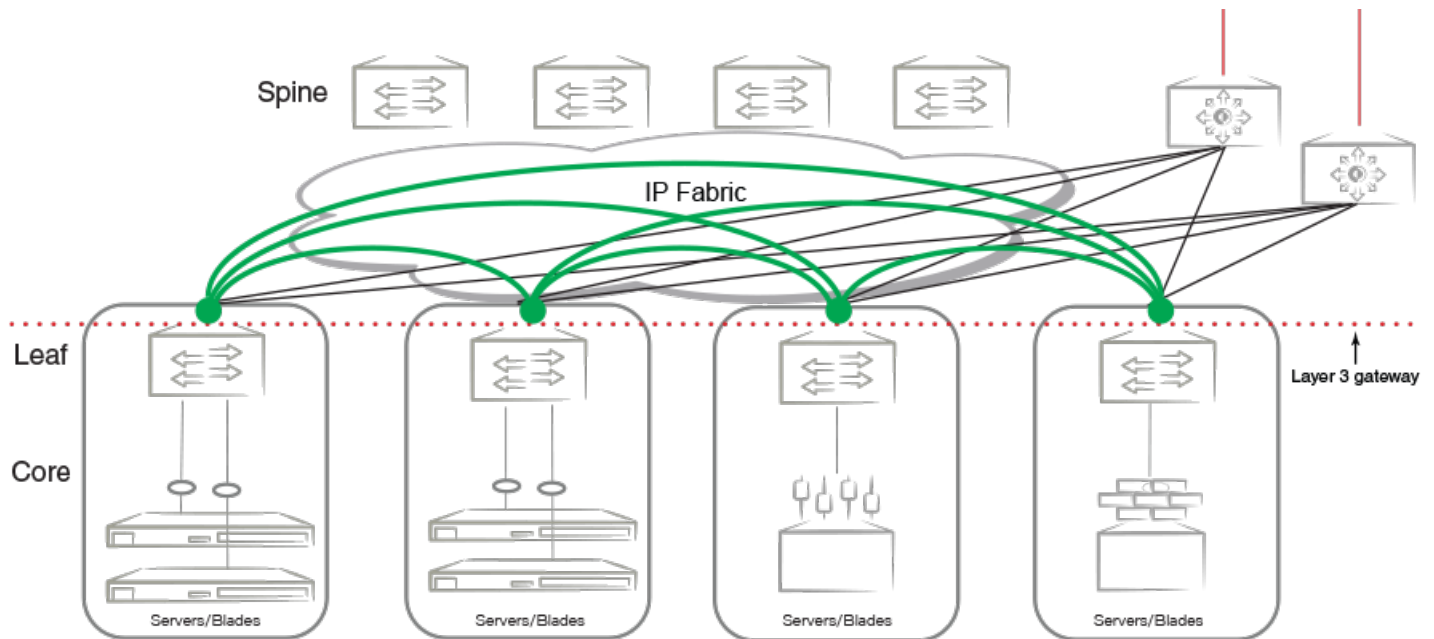 Spine
IP Fabric
Leaf
Layer 3 gateway
Core
Servers/Blades
Servers/Blades
Servers/Blades
Servers/Blades